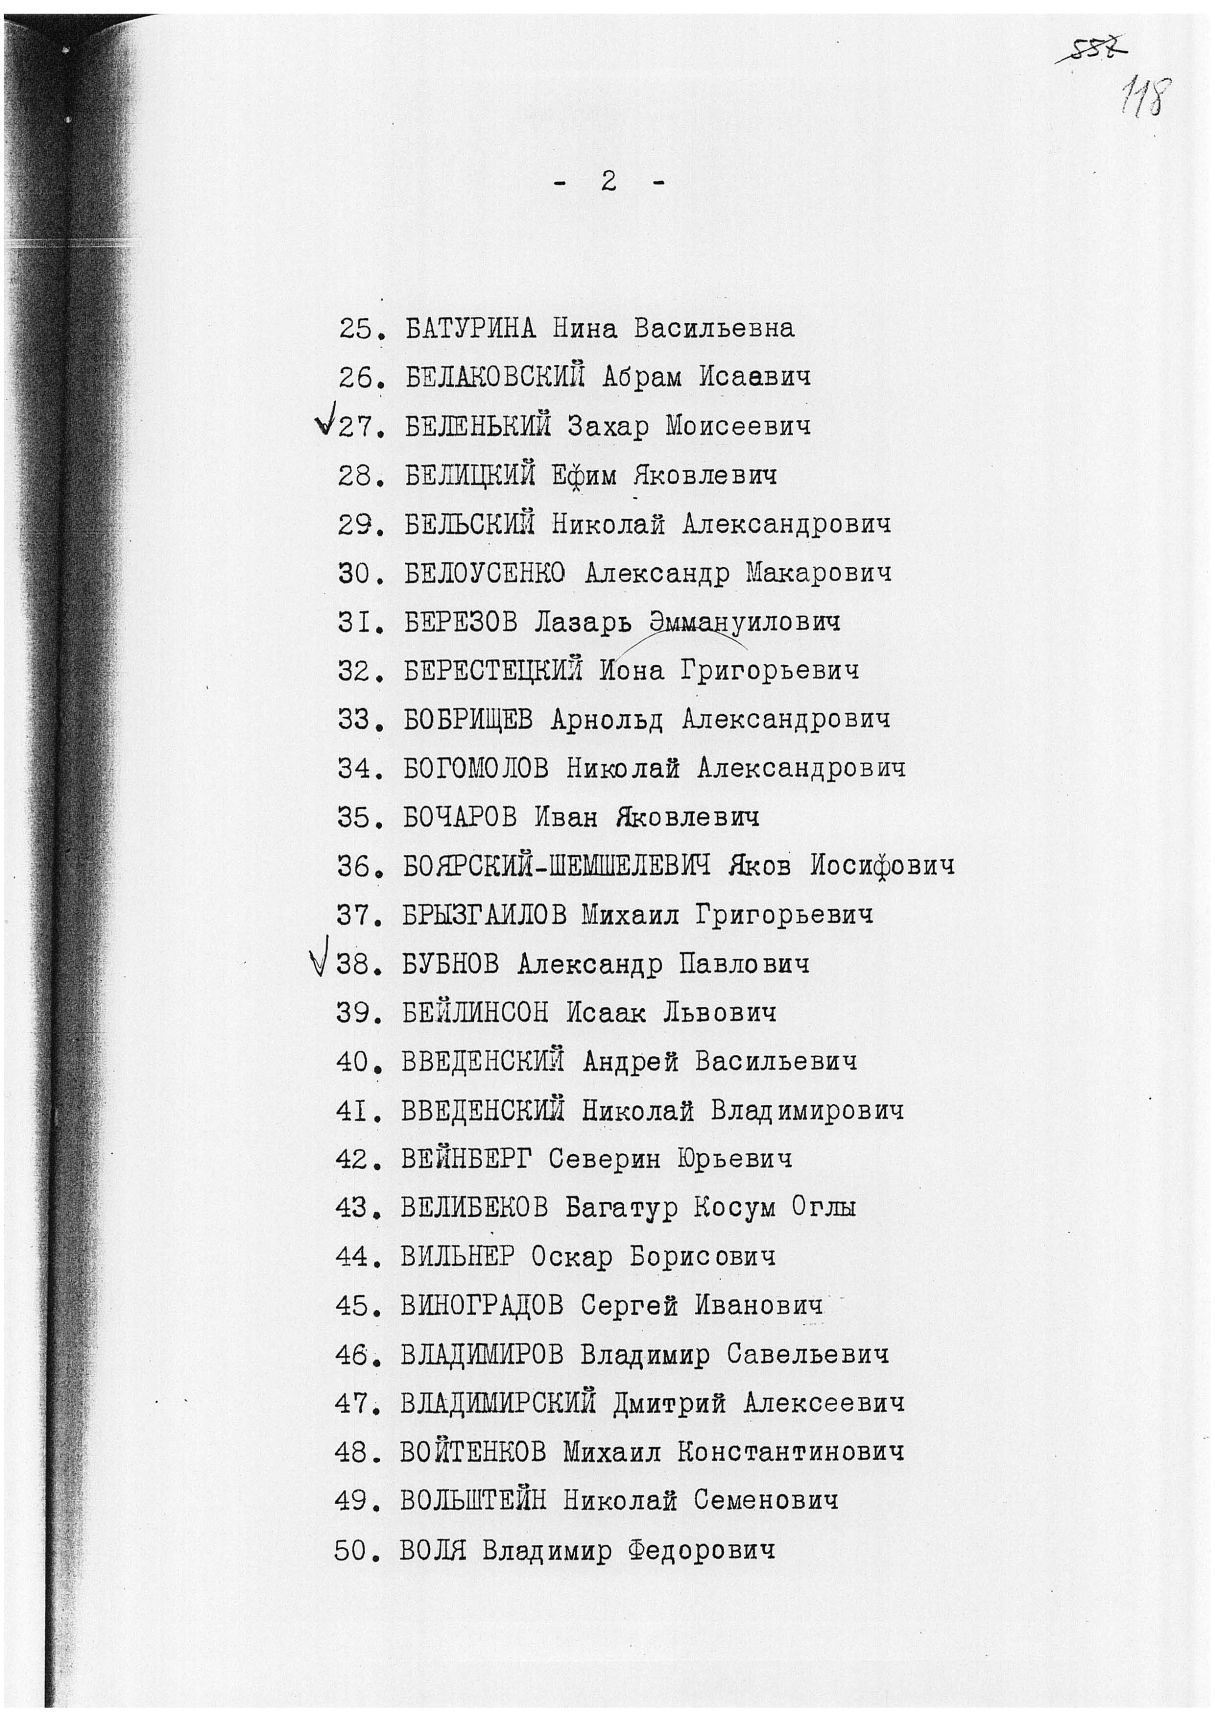 118
- 2 -
25. БАТУРИНА Нина Васильевна
26. БЕЛАКОВСКИЙ Абрам Исаавич
27. БЕЛЕНЬКИЙ Захар Моисеевич
28. БЕЛИЦКИЙ Ефим Яковлевич
29. БЕЛЬСКИЙ Николай Александрович
30. БЕЛОУСЕНКО Александр Макарович
3I. БЕРЕЗОВ Лазарь Эммануилович
32. БЕРЕСТЕЦКИЙ Иона Григорьевич
33. БОБРИЩЕВ Арнольд Александрович
34. БОГОМОЛОВ Николай Александрович
35. БОЧАРОВ Иван Яковлевич
36. БОЯРСКИЙ-ШЕМШЕЛЕВИЧ Яков Иосифович
37. БРЫЗГАИЛОВ Михаил Григорьевич
38. БУБНОВ Александр Павлович
39. БЕЙЛИНСОН Исаак Львович
40. ВВЕДЕНСКИЙ Андрей Васильевич
4I. ВВЕДЕНСКИЙ Николай Владимирович
42. ВЕЙНБЕРГ Северин Юрьевич
43. ВЕЛИБЕКОВ Багатур Косум Оглы
44. ВИЛЬНЕР Оскар Борисович
45. ВИНОГРАДОВ Сергей Иванович
46. ВЛАДИМИРОВ Владимир Савельевич
47. ВЛАДИМИРСКИЙ Дмитрий Алексеевич
48. ВОЙТЕНКОВ Михаил Константинович
49. ВОЛЬШТЕЙН Николай Семенович
50. ВОЛЯ Владимир Федорович